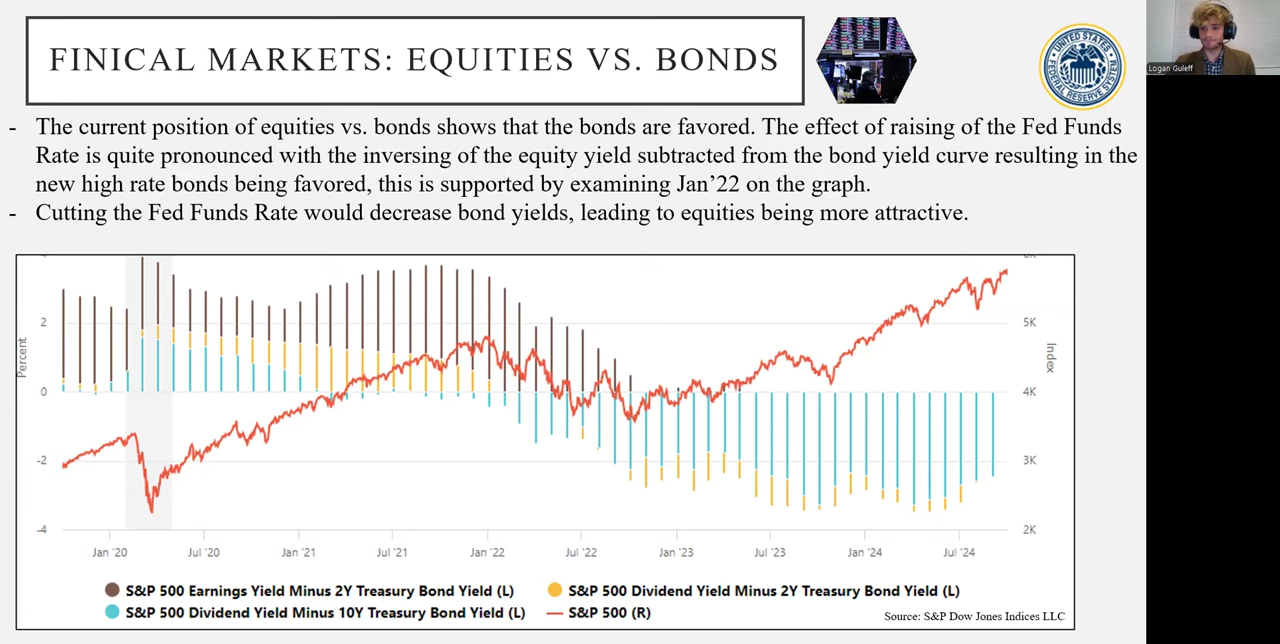 FINICAL MARKETS: EQUITIES VS. BONDS
UNITED STATES
FEDERAL RESERVE SYSTEM
Logan Guleff
- The current position of equities vs. bonds shows that the bonds are favored. The effect of raising of the Fed Funds
Rate is quite pronounced with the inversing of the equity yield subtracted from the bond yield curve resulting in the
new high rate bonds being favored, this is supported by examining Jan’22 on the graph.
- Cutting the Fed Funds Rate would decrease bond yields, leading to equities being more attractive.
2 5K
Percent Index
0 4K
-2 3K
-4 2K
Jan '20 Jul '20 Jan '21 Jul '21 Jan '22 Jul '22 Jan '23 Jul '23 Jan '24 Jul '24
S&P 500 Earnings Yield Minus 2Y Treasury Bond Yield (L) S&P 500 Dividend Yield Minus 2Y Treasury Bond Yield (L)
S&P 500 Dividend Yield Minus 10Y Treasury Bond Yield (L) S&P 500 (R)
Source: S&P Dow Jones Indices LLC